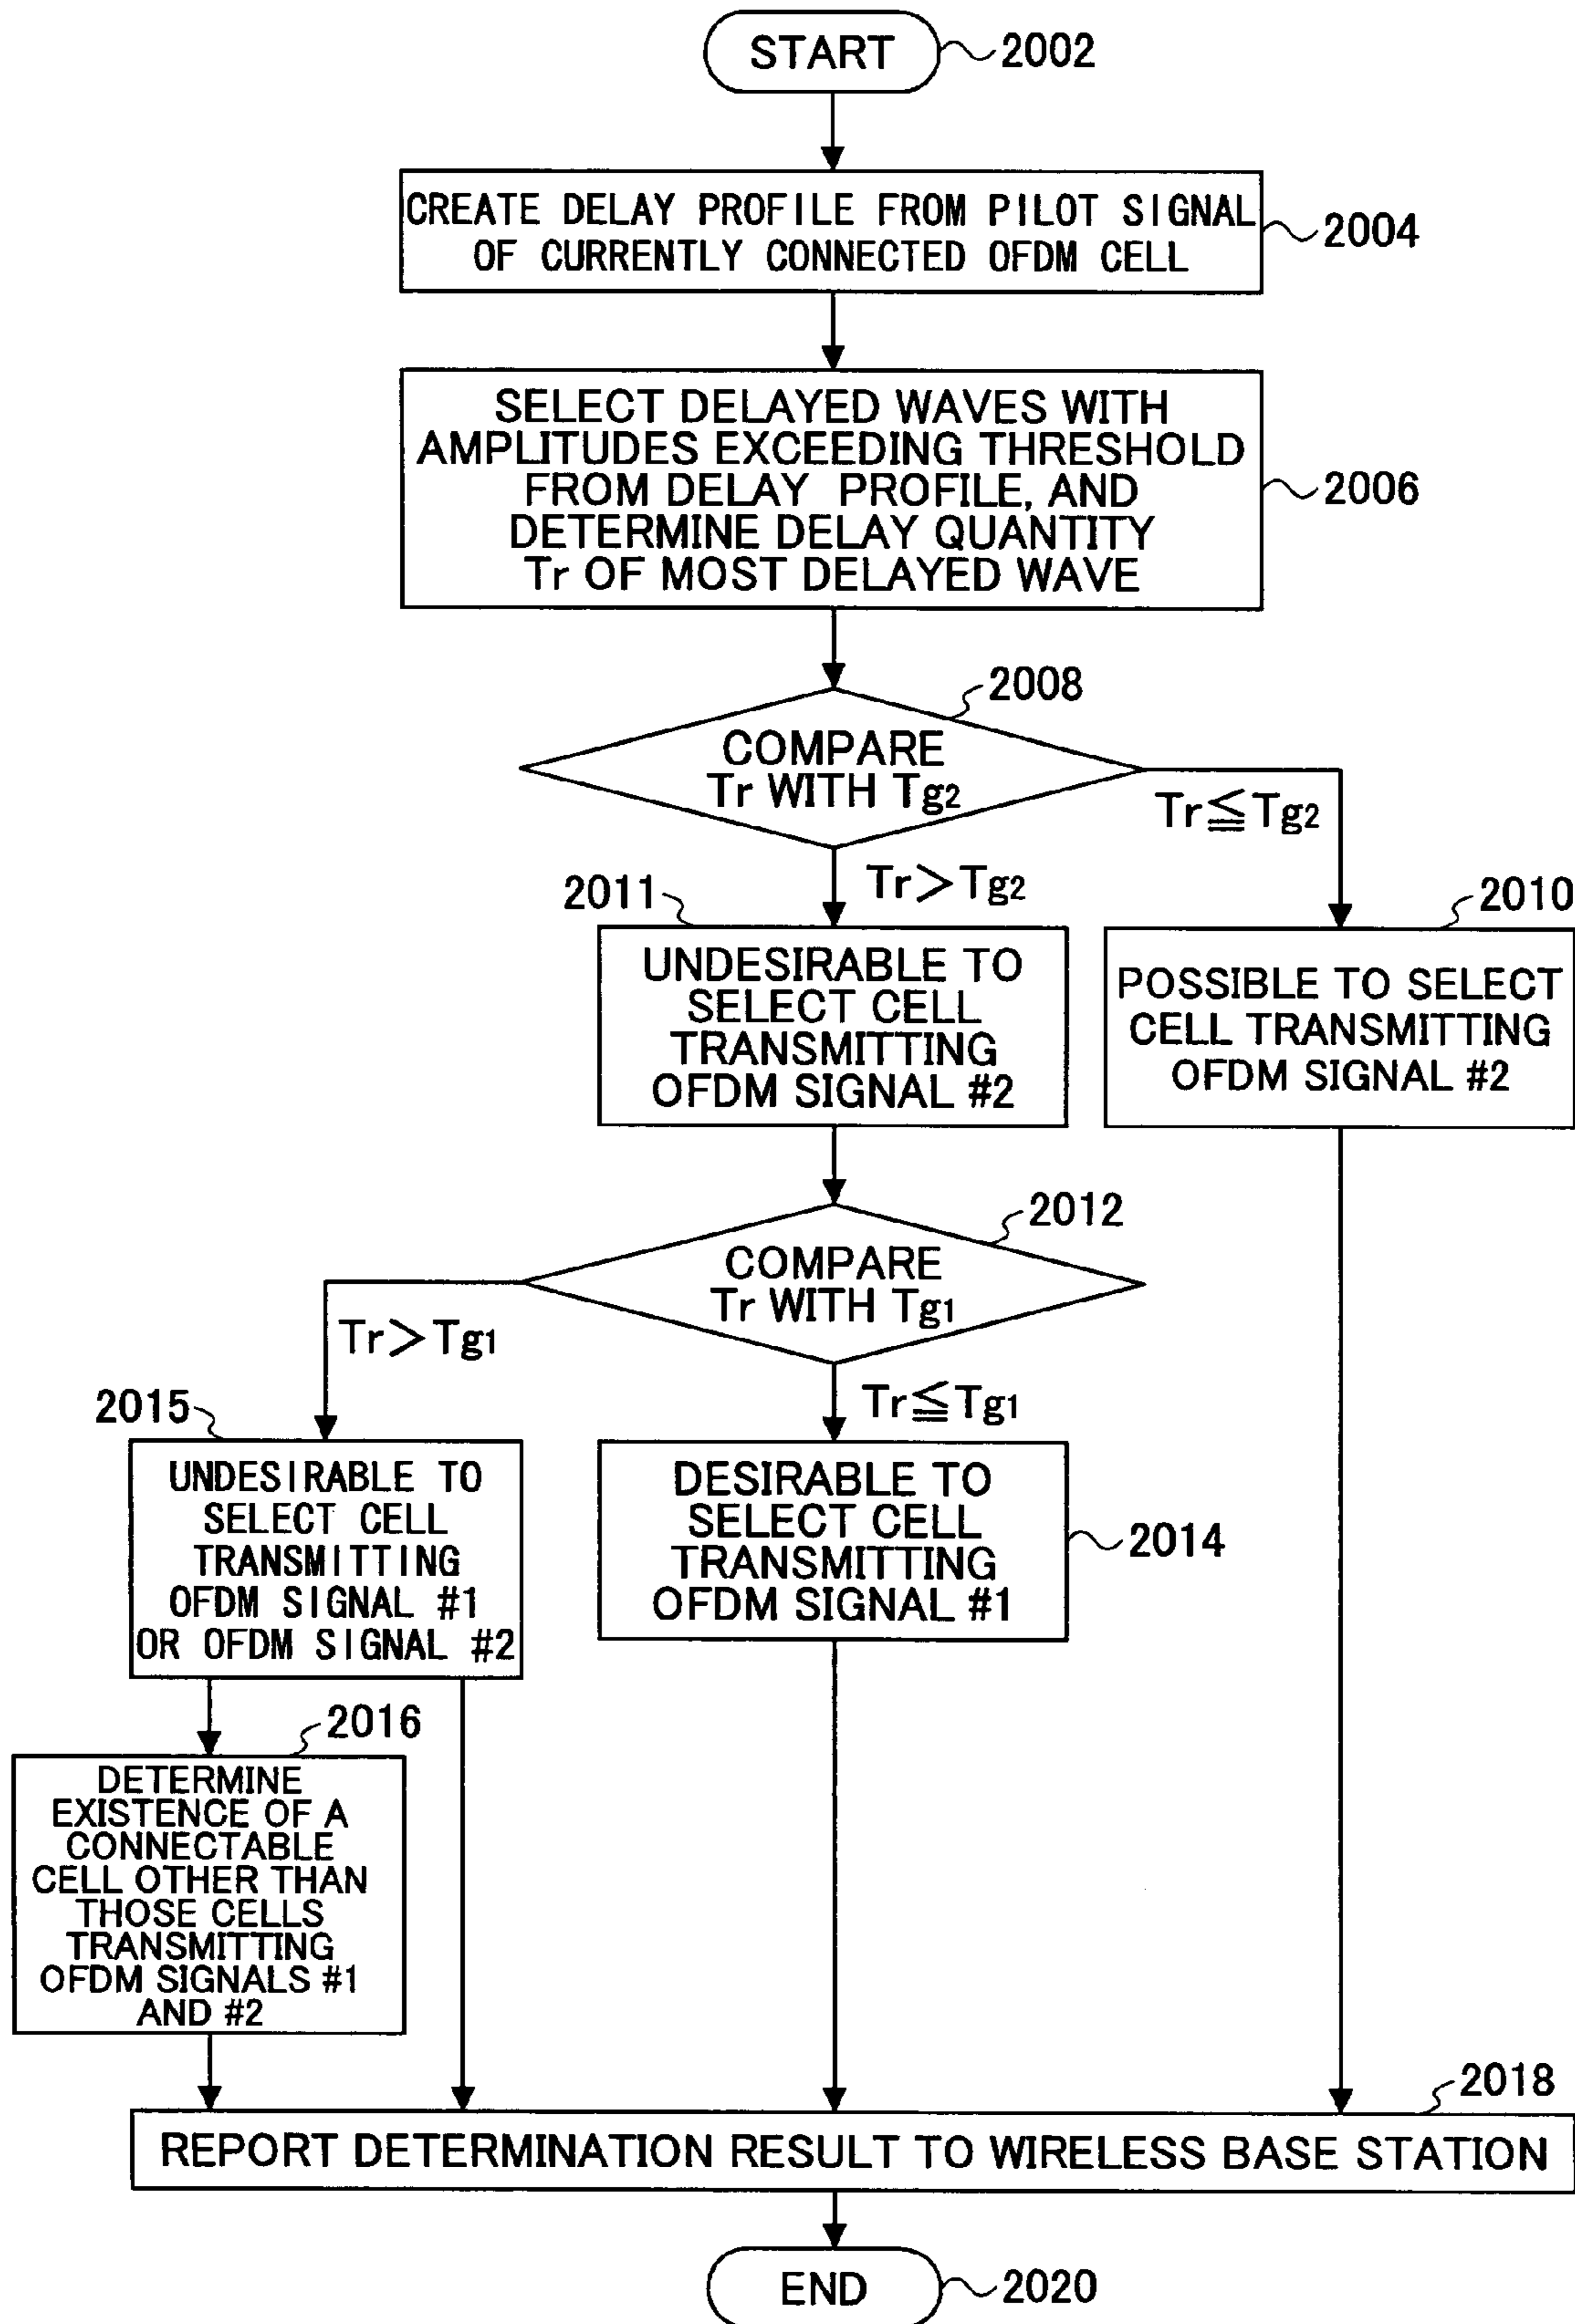 START
2002
CREATE DELAY PROFILE FROM PILOT SIGNAL
OF CURRENTLY CONNECTED OFDM CELL
2004
SELECT DELAYED WAVES WITH
AMPLITUDES EXCEEDING THRESHOLD
FROM DELAY PROFILE, AND
DETERMINE DELAY QUANTITY
Tr OF MOST DELAYED WAVE
2006
2008
COMPARE
Tr WITH Tg2
Tr≦Tg2
Tr>Tg2
2011
UNDESIRABLE TO
SELECT CELL
TRANSMITTING
OFDM SIGNAL #2
2010
POSSIBLE TO SELECT
CELL TRANSMITTING
OFDM SIGNAL #2
2012
COMPARE
Tr WITH Tg1
Tr>Tg1
Tr≦Tg1
2015
UNDESIRABLE TO
SELECT CELL
TRANSMITTING
OFDM SIGNAL #1
OR OFDM SIGNAL #2
DESIRABLE TO
SELECT CELL
TRANSMITTING
OFDM SIGNAL #1
2014
2016
DETERMINE
EXISTENCE OF A
CONNECTABLE
CELL OTHER THAN
THOSE CELLS
TRANSMITTING
OFDM SIGNALS #1
AND #2
2018
REPORT DETERMINATION RESULT TO WIRELESS BASE STATION
END
2020